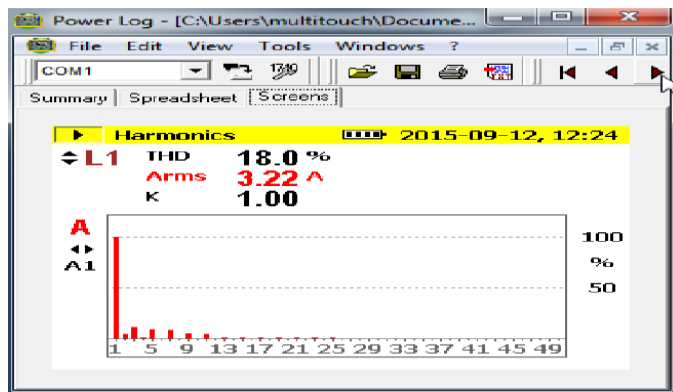 Power Log - [C:\Users\multitouch\Docume...
File Edit View Tools Windows ?
COM1
Summary Spreadsheet Screens
Harmonics 2015-09-12, 12:24
L1 THD 18.0 %
Arms 3.22 A
K 1.00
A
A1
100
%
50
1 5 9 13 17 21 25 29 33 37 41 45 49